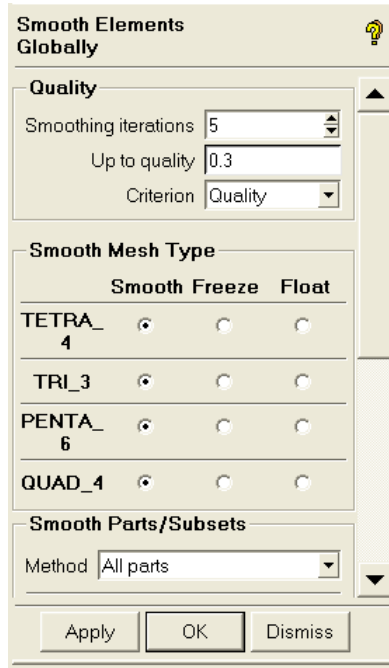 Smooth Elements
Globally
Quality
Smoothing iterations 5
Up to quality 0.3
Criterion Quality
Smooth Mesh Type
Smooth Freeze Float
TETRA_
4
TRI_3
PENTA_
6
QUAD_4
Smooth Parts/Subsets
Method All parts
Apply OK Dismiss